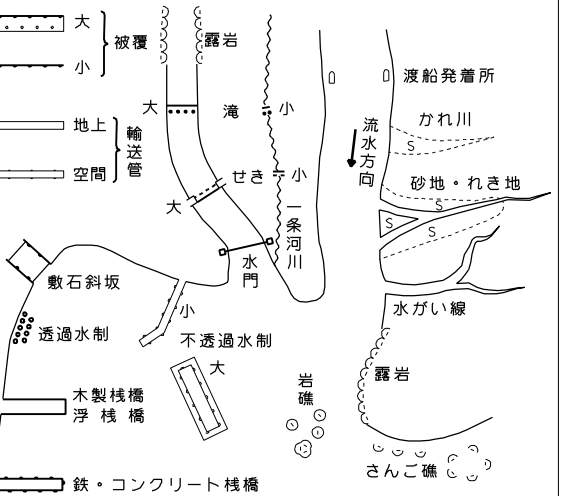 大
被覆
小
露岩
渡船発着所
大
滝
小
かれ川
S
地上
輸送管
空間
流水方向
せき
小
砂地・れき地
S
大
一条河川
S
S
水門
敷石斜坂
水がい線
透過水制
小
不透過水制
大
岩礁
露岩
木製桟橋
浮桟橋
さんご礁
鉄・コンクリート桟橋